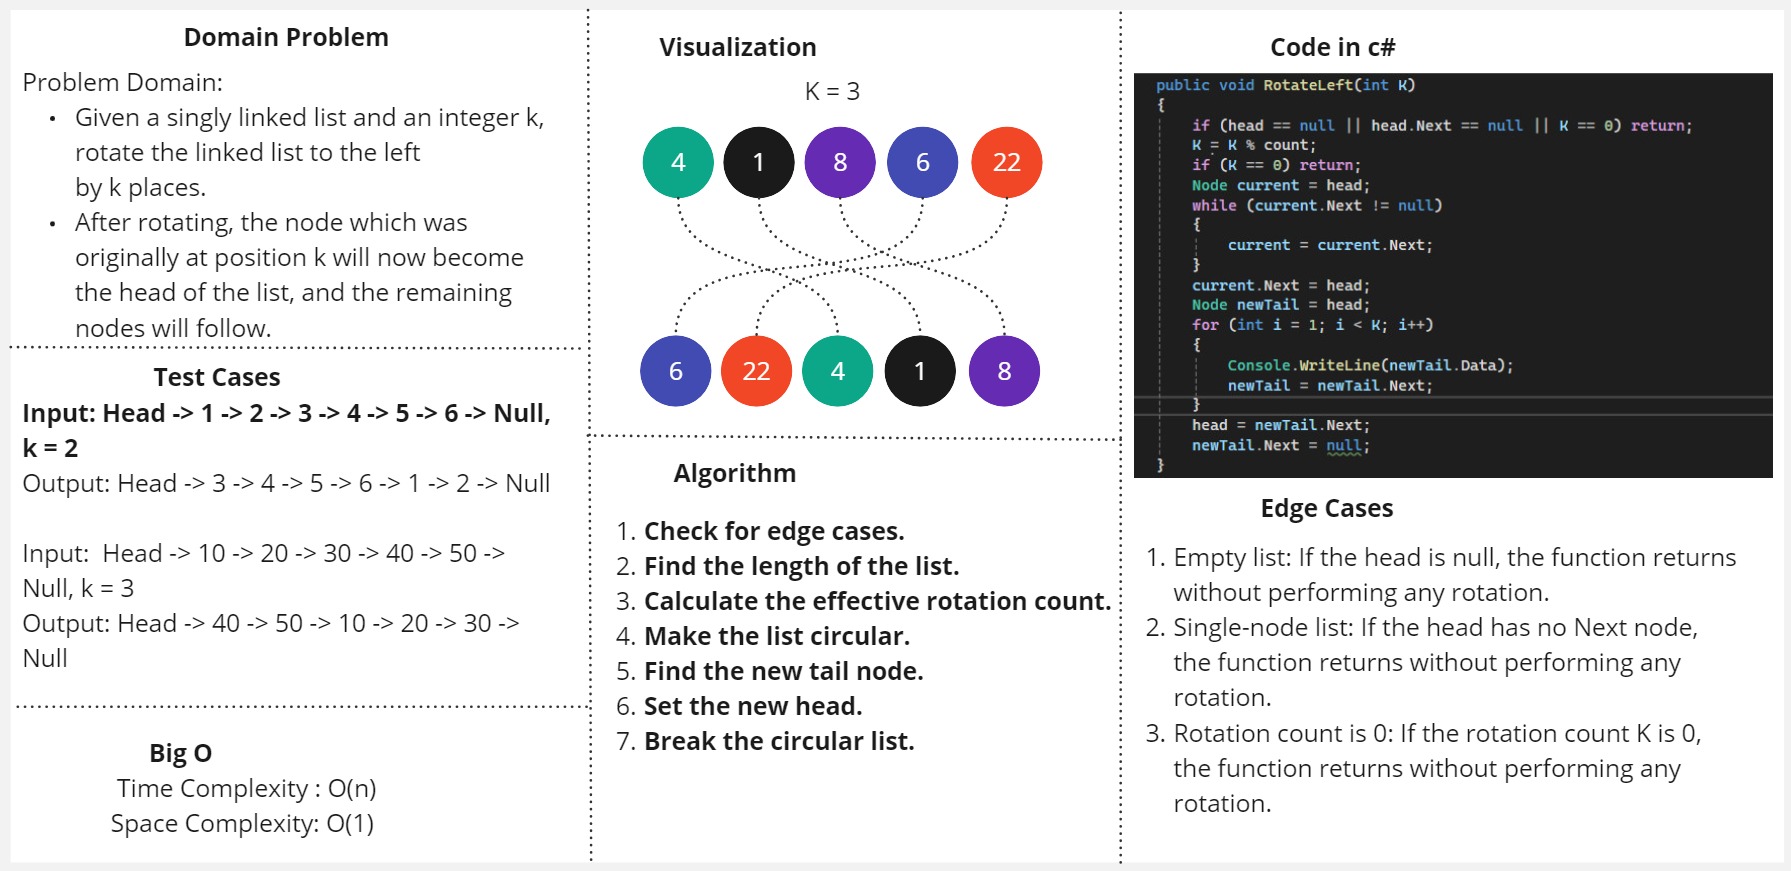 Domain Problem
Problem Domain:
• Given a singly linked list and an integer k,
rotate the linked list to the left
by k places.
• After rotating, the node which was
originally at position k will now become
the head of the list, and the remaining
nodes will follow.
Test Cases
Input: Head -> 1 -> 2 -> 3 -> 4 -> 5 -> 6 -> Null,
k = 2
Output: Head -> 3 -> 4 -> 5 -> 6 -> 1 -> 2 -> Null
Input:  Head -> 10 -> 20 -> 30 -> 40 -> 50 ->
Null, k = 3
Output: Head -> 40 -> 50 -> 10 -> 20 -> 30 ->
Null
Big O
Time Complexity : O(n)
Space Complexity: O(1)
Visualization
K = 3
4 1 8 6 22
6 22 4 1 8
Algorithm
1. Check for edge cases.
2. Find the length of the list.
3. Calculate the effective rotation count.
4. Make the list circular.
5. Find the new tail node.
6. Set the new head.
7. Break the circular list.
Code in c#
public void RotateLeft(int K)
{
if (head == null || head.Next == null || K == 0) return;
K = K % count;
if (K == 0) return;
Node current = head;
while (current.Next != null)
{
current = current.Next;
}
current.Next = head;
Node newTail = head;
for (int i = 1; i < K; i++)
{
Console.WriteLine(newTail.Data);
newTail = newTail.Next;
}
head = newTail.Next;
newTail.Next = null;
}
Edge Cases
1. Empty list: If the head is null, the function returns
without performing any rotation.
2. Single-node list: If the head has no Next node,
the function returns without performing any
rotation.
3. Rotation count is 0: If the rotation count K is 0,
the function returns without performing any
rotation.